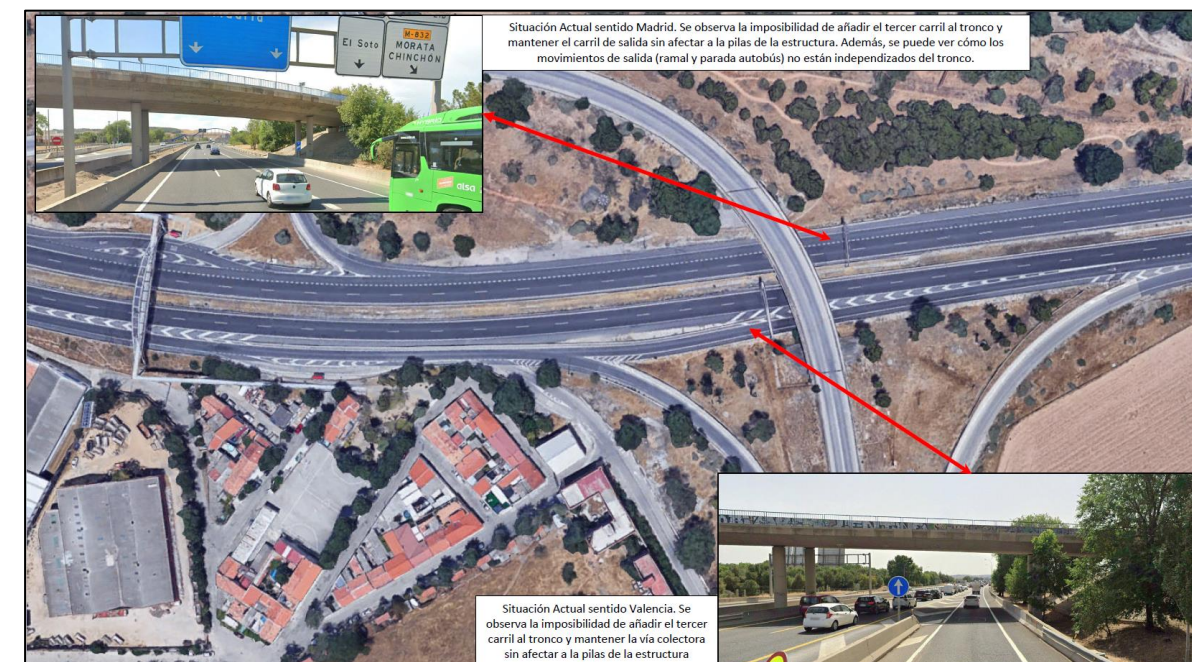 Situación Actual sentido Madrid. Se observa la imposibilidad de añadir el tercer carril al tronco y
mantener el carril de salida sin afectar a la pilas de la estructura. Además, se puede ver cómo los
movimientos de salida (ramal y parada autobús) no están independizados del tronco.
El Soto
M-832
MORATA
CHINCHÓN
alsa
Situación Actual sentido Valencia. Se
observa la imposibilidad de añadir el tercer
carril al tronco y mantener la vía colectora
sin afectar a la pilas de la estructura